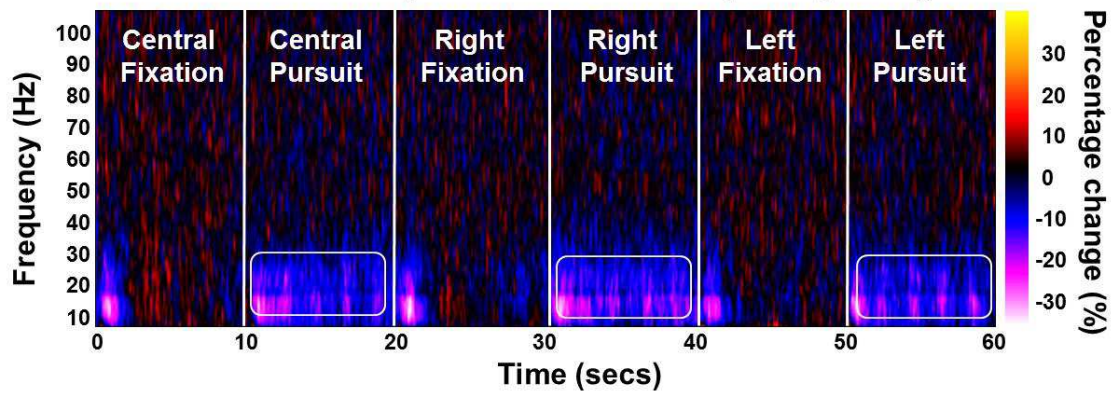 Central
Fixation
Central
Pursuit
Right
Fixation
Right
Pursuit
Left
Fixation
Left
Pursuit
Frequency (Hz)
100
90
80
70
60
50
40
30
20
10
0
10
20
30
40
50
60
Time (secs)
30
20
10
0
-10
-20
-30
Percentage change (%)